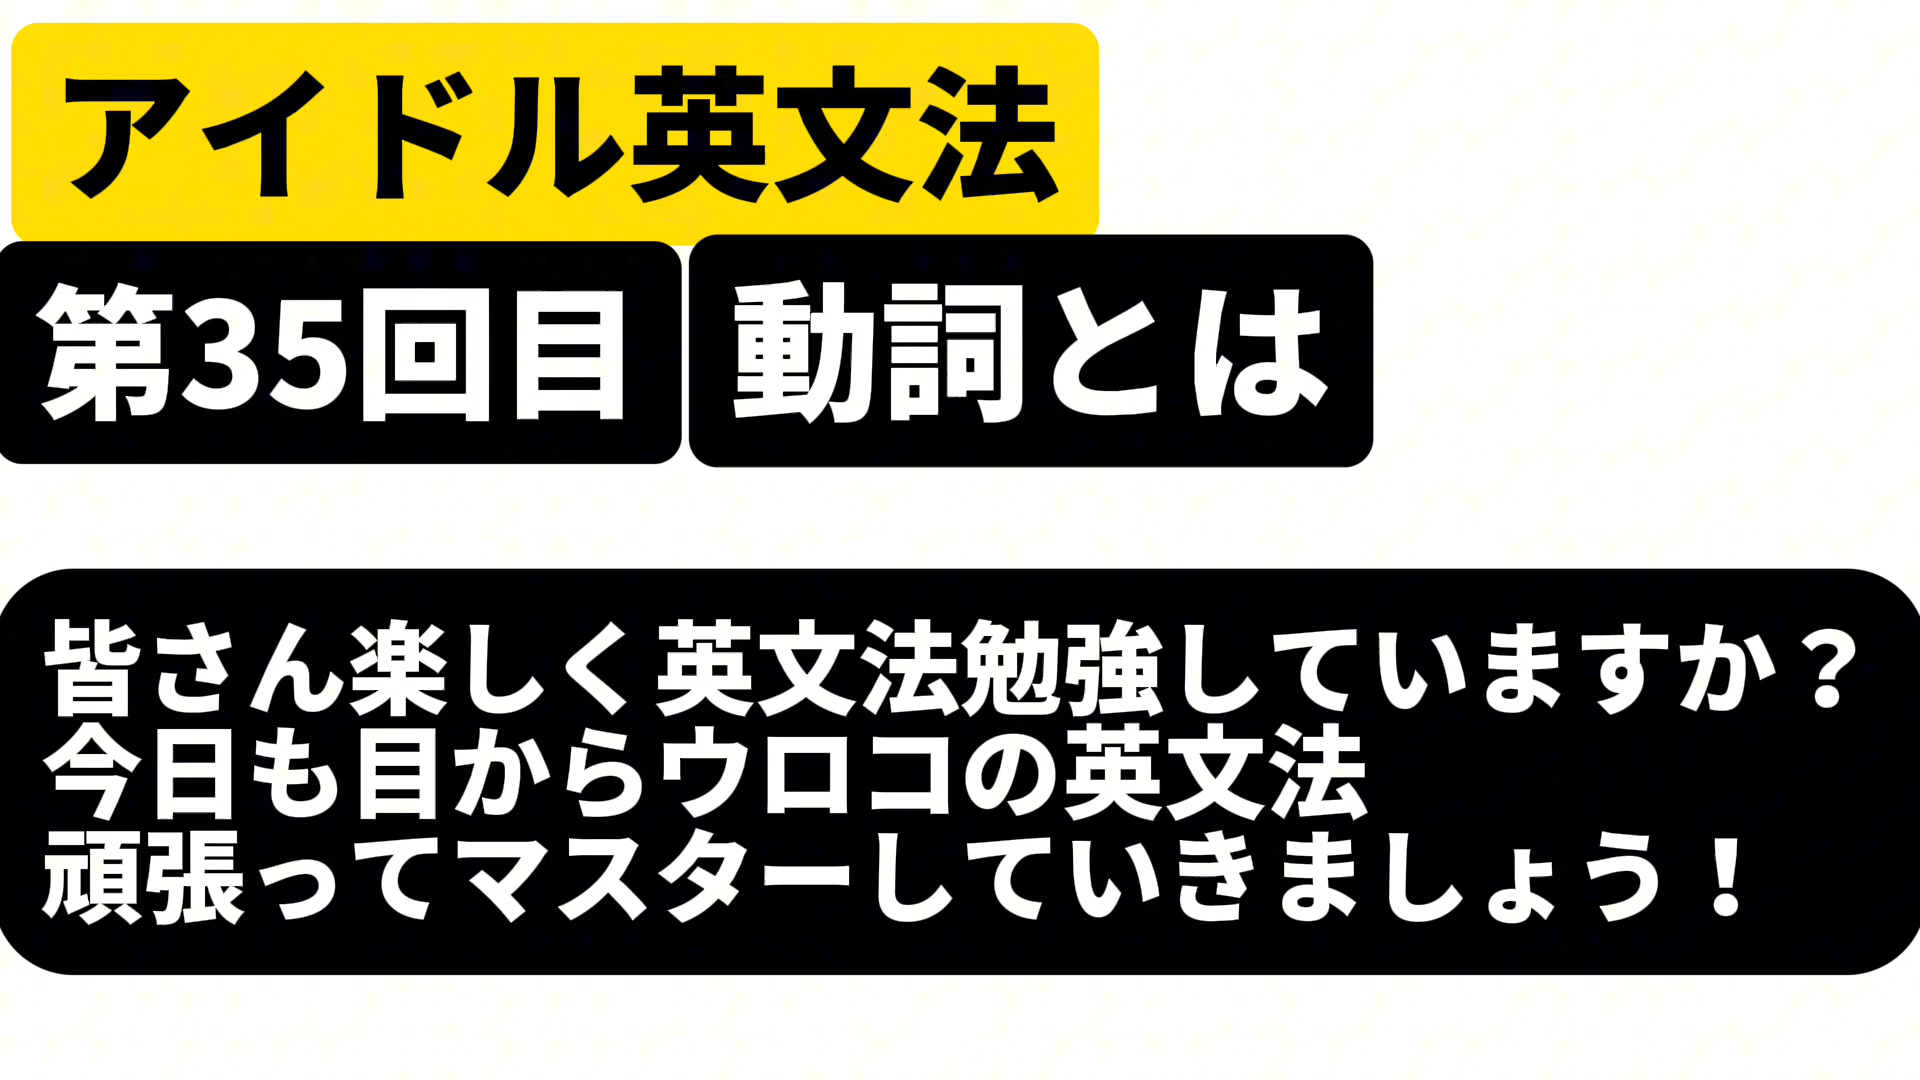 アイドル英文法
第35回目 動詞とは
皆さん楽しく英文法勉強していますか？
今日も目からウロコの英文法
頑張ってマスターしていきましょう！